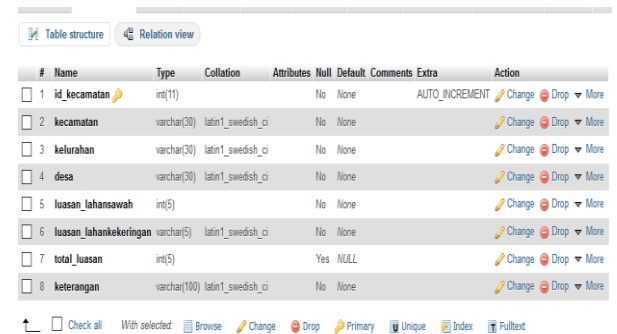 Table structure Relation view
# Name Type Collation Attributes Null Default Comments Extra Action
1 id_kecamatan int(11) No None AUTO_INCREMENT Change Drop More
2 kecamatan varchar(30) latin1_swedish_ci No None Change Drop More
3 kelurahan varchar(30) latin1_swedish_ci No None Change Drop More
4 desa varchar(30) latin1_swedish_ci No None Change Drop More
5 luasan_lahansawah int(5) No None Change Drop More
6 luasan_lahankekeringan varchar(5) latin1_swedish_ci No None Change Drop More
7 total_luasan int(5) Yes NULL Change Drop More
8 keterangan varchar(100) latin1_swedish_ci No None Change Drop More
Check all With selected: Browse Change Drop Primary Unique Index Fulltext